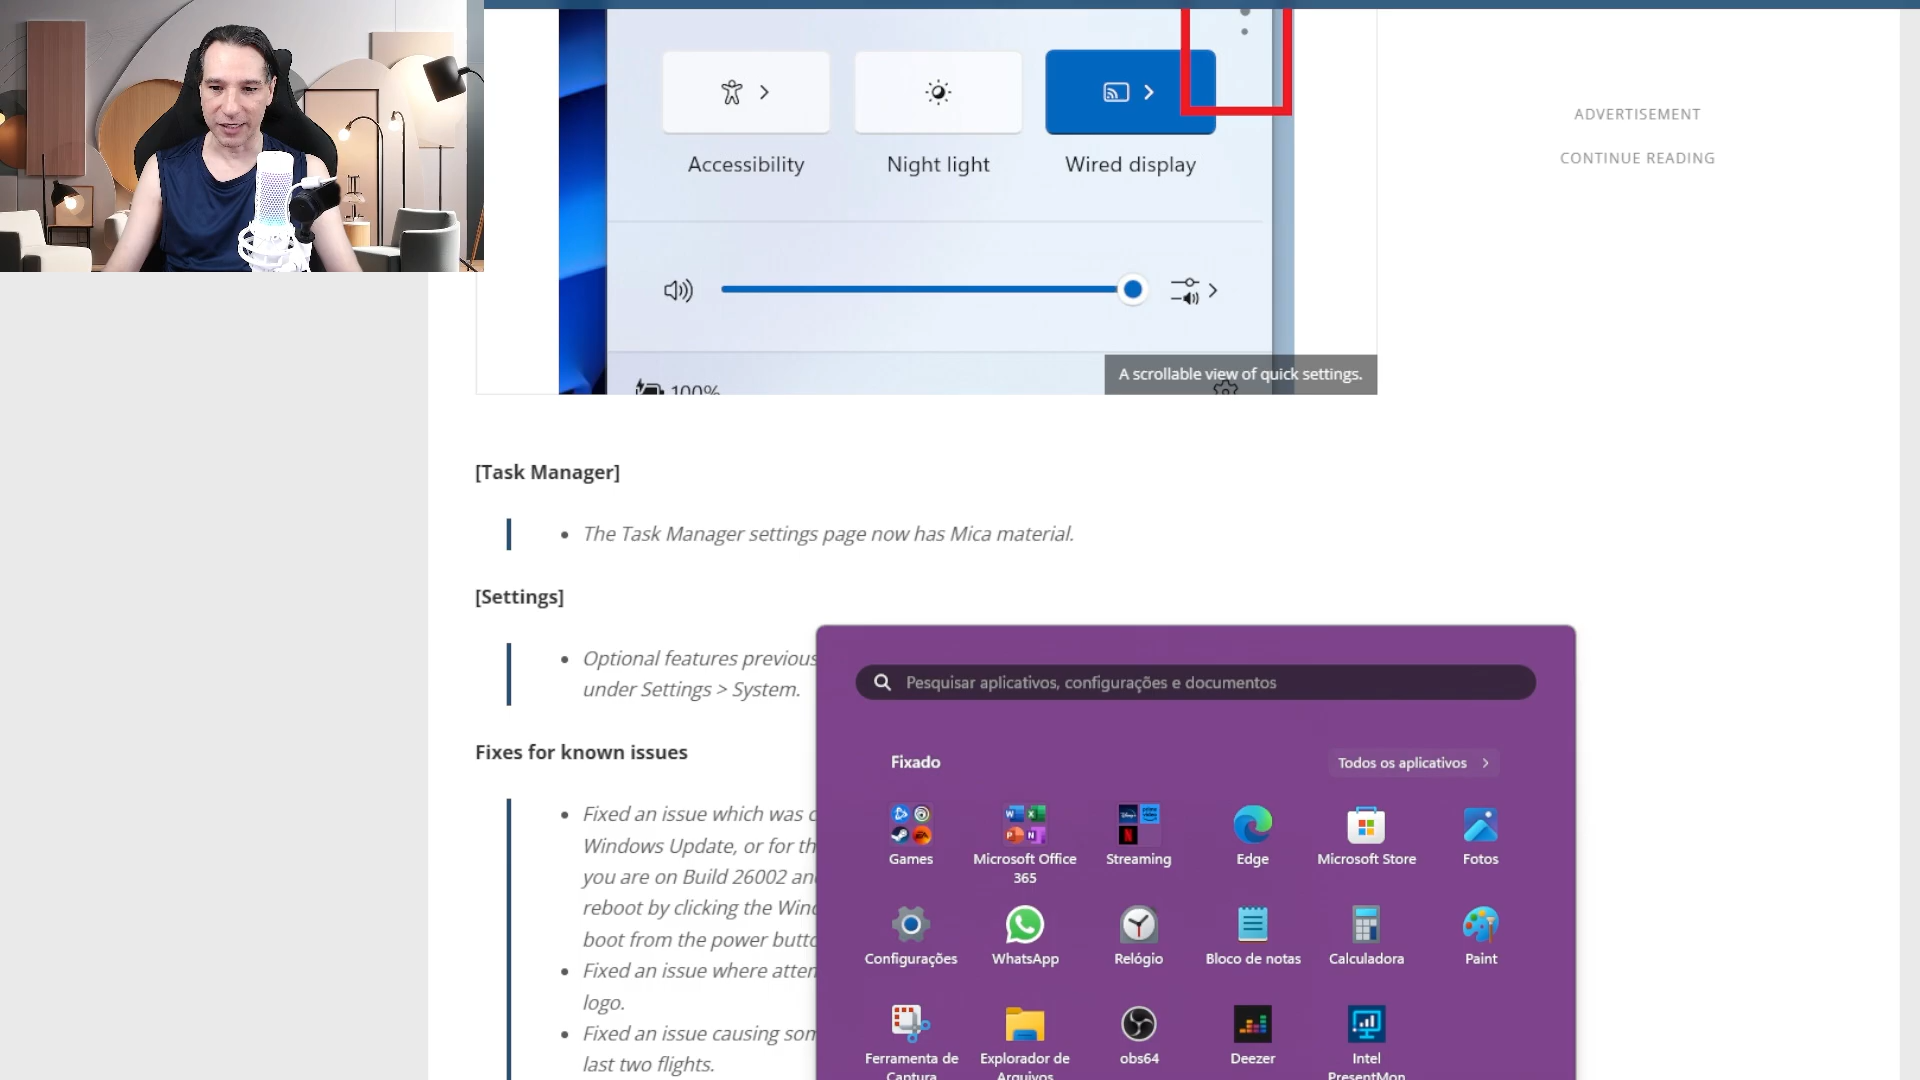 ADVERTISEMENT
CONTINUE READING
Accessibility
Night light
Wired display
100%
A scrollable view of quick settings.
[Task Manager]
The Task Manager settings page now has Mica material.
[Settings]
Optional features previous
under Settings > System.
Fixes for known issues
Fixed an issue which was
Windows Update, or for th
you are on Build 26002 an
reboot by clicking the Win
boot from the power butto
Fixed an issue where atten
logo.
Fixed an issue causing som
last two flights.
Pesquisar aplicativos, configurações e documentos
Fixado
Todos os aplicativos
Games
Microsoft Office
365
Streaming
Edge
Microsoft Store
Fotos
Configurações
WhatsApp
Relógio
Bloco de notas
Calculadora
Paint
Ferramenta de
Captura
Explorador de
Arquivos
obs64
Deezer
Intel
PresentMon